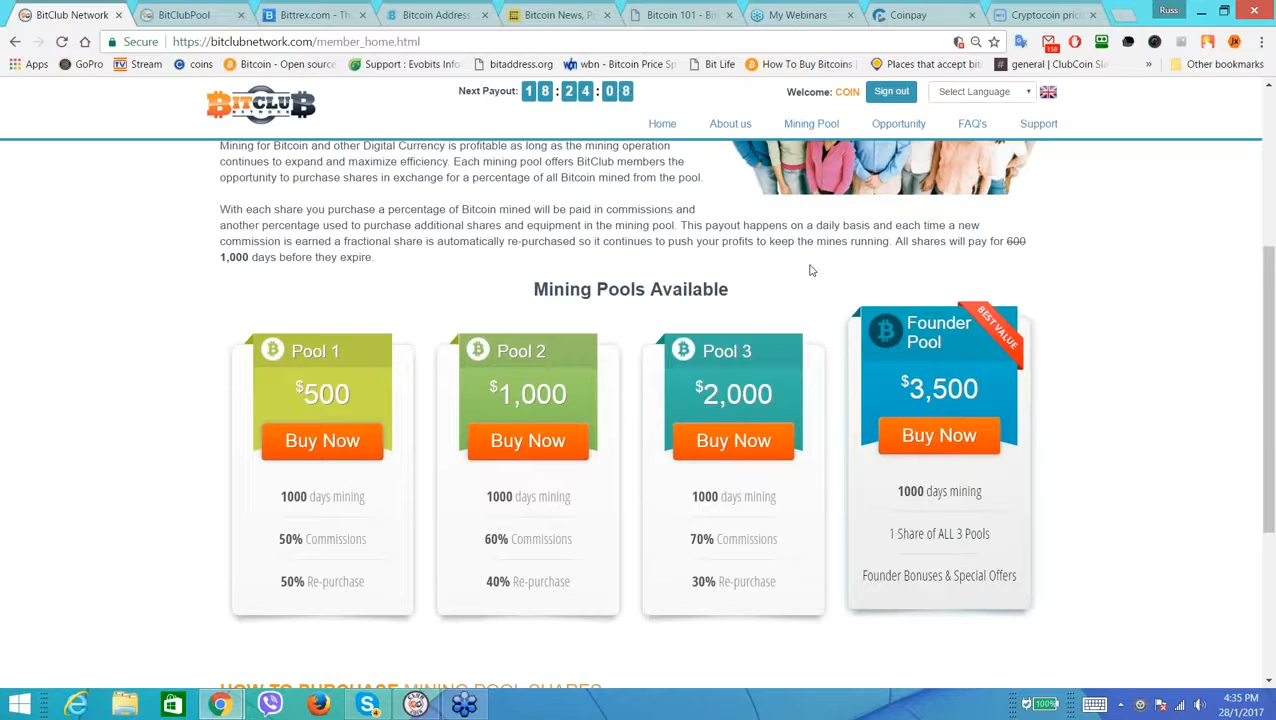 BitClub Network
BitClubPool
Bittrex.com - Th
Bitcoin Address
Bitcoin News, P
Bitcoin 101 - B
My Webinars
Coinpay
Cryptocoin pric
Russ
Secure
https://bitclubnetwork.com/member_home.html
158
Apps
GoPro
Stream
coins
Bitcoin - Open source
Support : Evobits Info
bitaddress.org
wbn - Bitcoin Price Sp
Bit Life
How To Buy Bitcoins
Places that accept bit
general | ClubCoin Sla
»
Other bookmarks
BITCLUB
NETWORK
Next Payout: 18:24:08
Welcome: COIN
Sign out
Select Language
Home
About us
Mining Pool
Opportunity
FAQ's
Support
Mining for Bitcoin and other Digital Currency is profitable as long as the mining operation
continues to expand and maximize efficiency. Each mining pool offers BitClub members the
opportunity to purchase shares in exchange for a percentage of all Bitcoin mined from the pool.
With each share you purchase a percentage of Bitcoin mined will be paid in commissions and
another percentage used to purchase additional shares and equipment in the mining pool. This payout happens on a daily basis and each time a new
commission is earned a fractional share is automatically re-purchased so it continues to push your profits to keep the mines running. All shares will pay for 600
1,000 days before they expire.
Mining Pools Available
Pool 1
$500
Buy Now
1000 days mining
50% Commissions
50% Re-purchase
Pool 2
$1,000
Buy Now
1000 days mining
60% Commissions
40% Re-purchase
Pool 3
$2,000
Buy Now
1000 days mining
70% Commissions
30% Re-purchase
Founder
Pool
BEST VALUE
$3,500
Buy Now
1000 days mining
1 Share of ALL 3 Pools
Founder Bonuses & Special Offers
HOW TO PURCHASE MINING POOL SHARES
100%
4:35 PM
28/1/2017